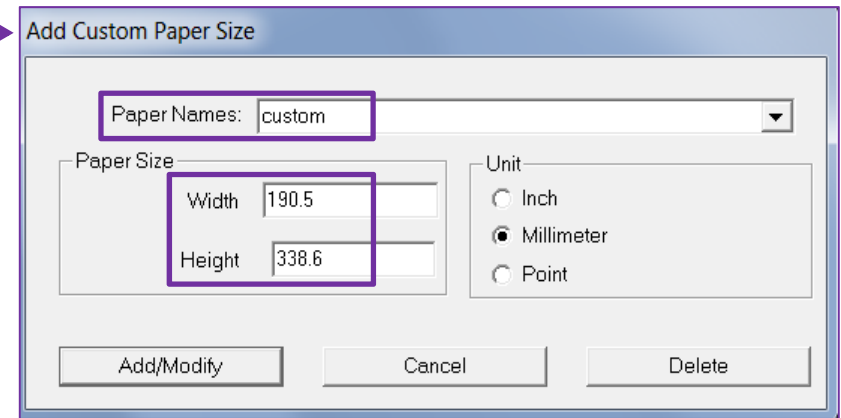 Add Custom Paper Size
Paper Names: custom
Paper Size
Width 190.5
Height 338.6
Unit
Inch
Millimeter
Point
Add/Modify Cancel Delete